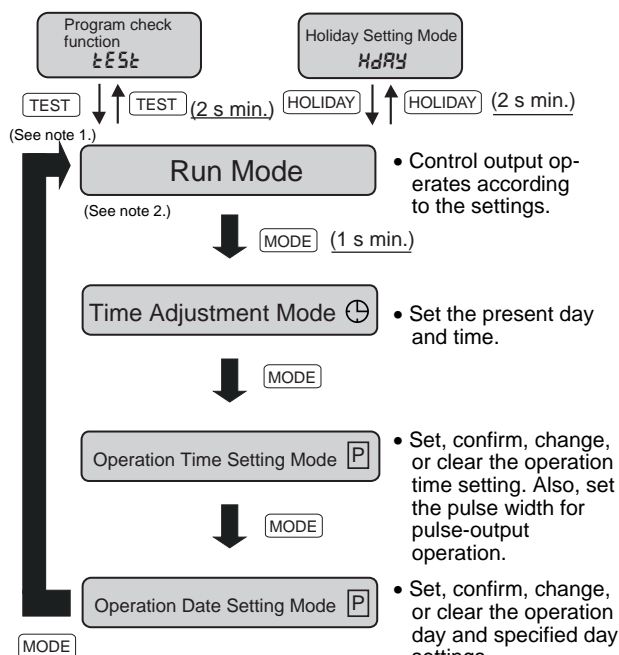 Program check
function
tESt
Holiday Setting Mode
HdAY
TEST
TEST
(2 s min.)
HOLIDAY
HOLIDAY
(2 s min.)
(See note 1.)
Run Mode
• Control output op-
erates according
to the settings.
(See note 2.)
MODE
(1 s min.)
Time Adjustment Mode
• Set the present day
and time.
MODE
Operation Time Setting Mode P
• Set, confirm, change,
or clear the operation
time setting. Also, set
the pulse width for
pulse-output
operation.
MODE
Operation Date Setting Mode P
• Set, confirm, change,
or clear the operation
day and specified day
settings
MODE